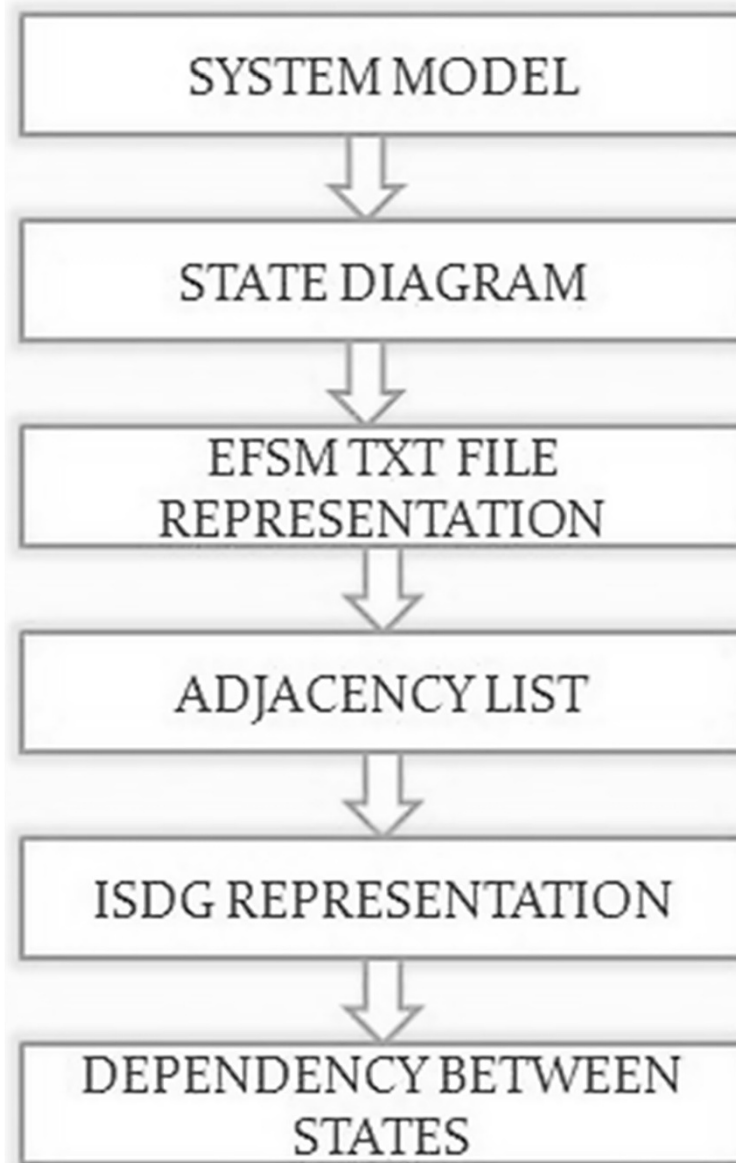 SYSTEM MODEL
STATE DIAGRAM
EFSM TXT FILE
REPRESENTATION
ADJACENCY LIST
ISDG REPRESENTATION
DEPENDENCY BETWEEN
STATES